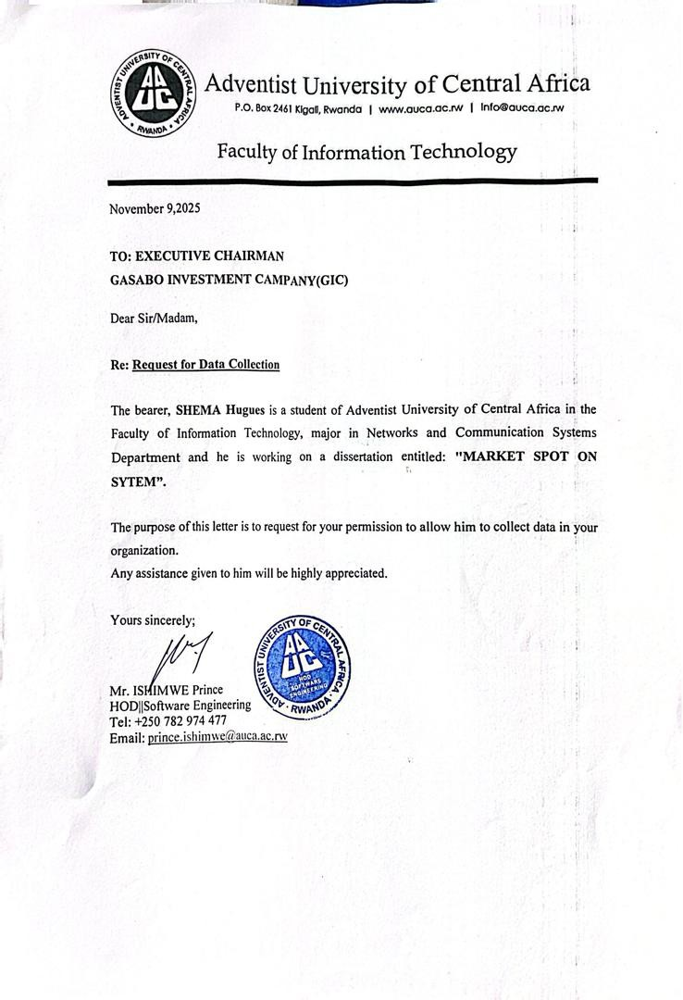 ADVENTIST UNIVERSITY OF CENTRAL AFRICA
AAUC
• RWANDA •
Adventist University of Central Africa
P.O. Box 2461 Kigali, Rwanda | www.auca.ac.rw | Info@auca.ac.rw
Faculty of Information Technology
November 9,2025
TO: EXECUTIVE CHAIRMAN
GASABO INVESTMENT CAMPANY(GIC)
Dear Sir/Madam,
Re: Request for Data Collection
The bearer, SHEMA Hugues is a student of Adventist University of Central Africa in the
Faculty of Information Technology, major in Networks and Communication Systems
Department and he is working on a dissertation entitled: "MARKET SPOT ON
SYTEM”.
The purpose of this letter is to request for your permission to allow him to collect data in your
organization.
Any assistance given to him will be highly appreciated.
Yours sincerely;
ADVENTIST UNIVERSITY OF CENTRAL AFRICA
AAUC
HOD
SOFTWARE
ENGINEERING
• RWANDA •
Mr. ISHIMWE Prince
HOD||Software Engineering
Tel: +250 782 974 477
Email: prince.ishimwe@auca.ac.rw